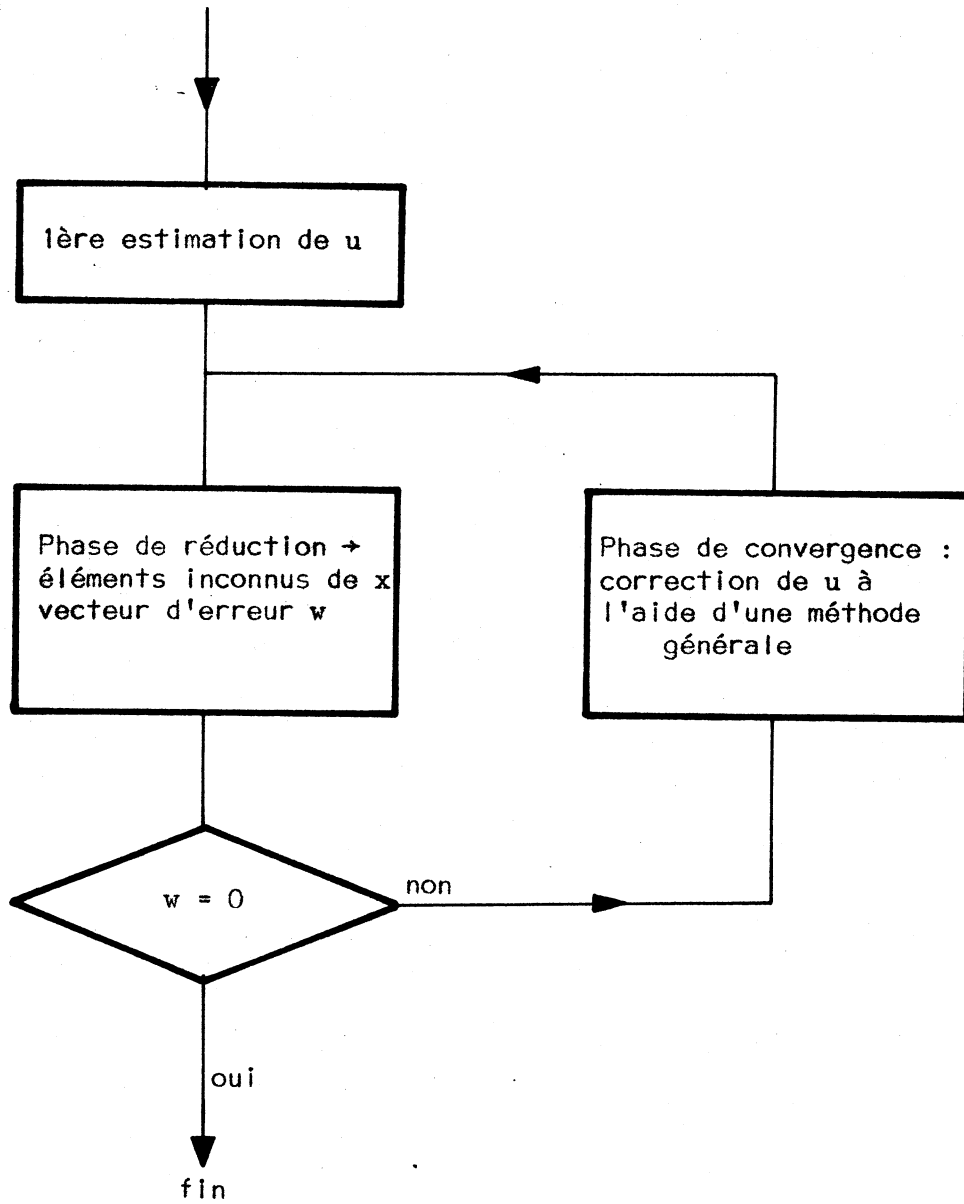 1ère estimation de u
Phase de réduction →
éléments inconnus de x
vecteur d'erreur w
Phase de convergence :
correction de u à
l'aide d'une méthode
générale
w = 0
non
oui
fin